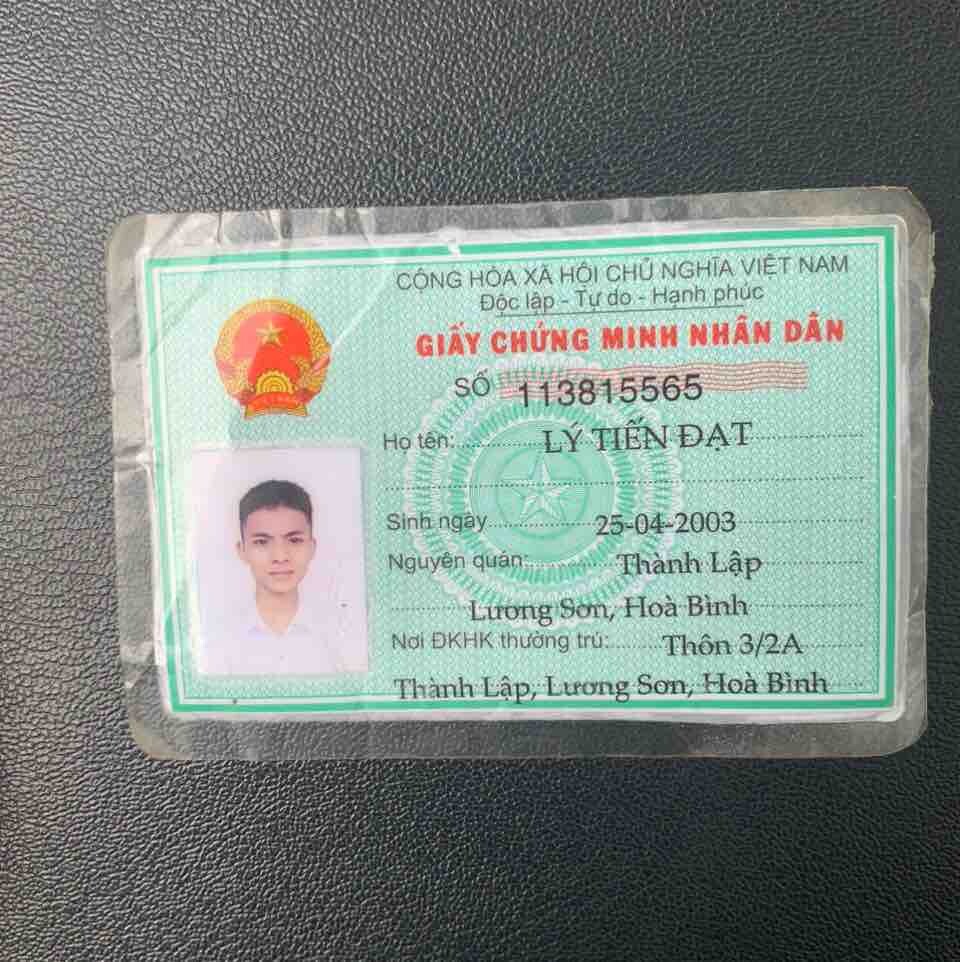 CỘNG HÒA XÃ HỘI CHỦ NGHĨA VIỆT NAM
Độc lập - Tự do - Hạnh phúc
GIẤY CHỨNG MINH NHÂN DÂN
SỐ 113815565
Họ tên: LÝ TIẾN ĐẠT
Sinh ngày 25-04-2003
Nguyên quán: Thành Lập
Lương Sơn, Hoà Bình
Nơi ĐKHK thường trú: Thôn 3/2A
Thành Lập, Lương Sơn, Hoà Bình
VIỆT NAM